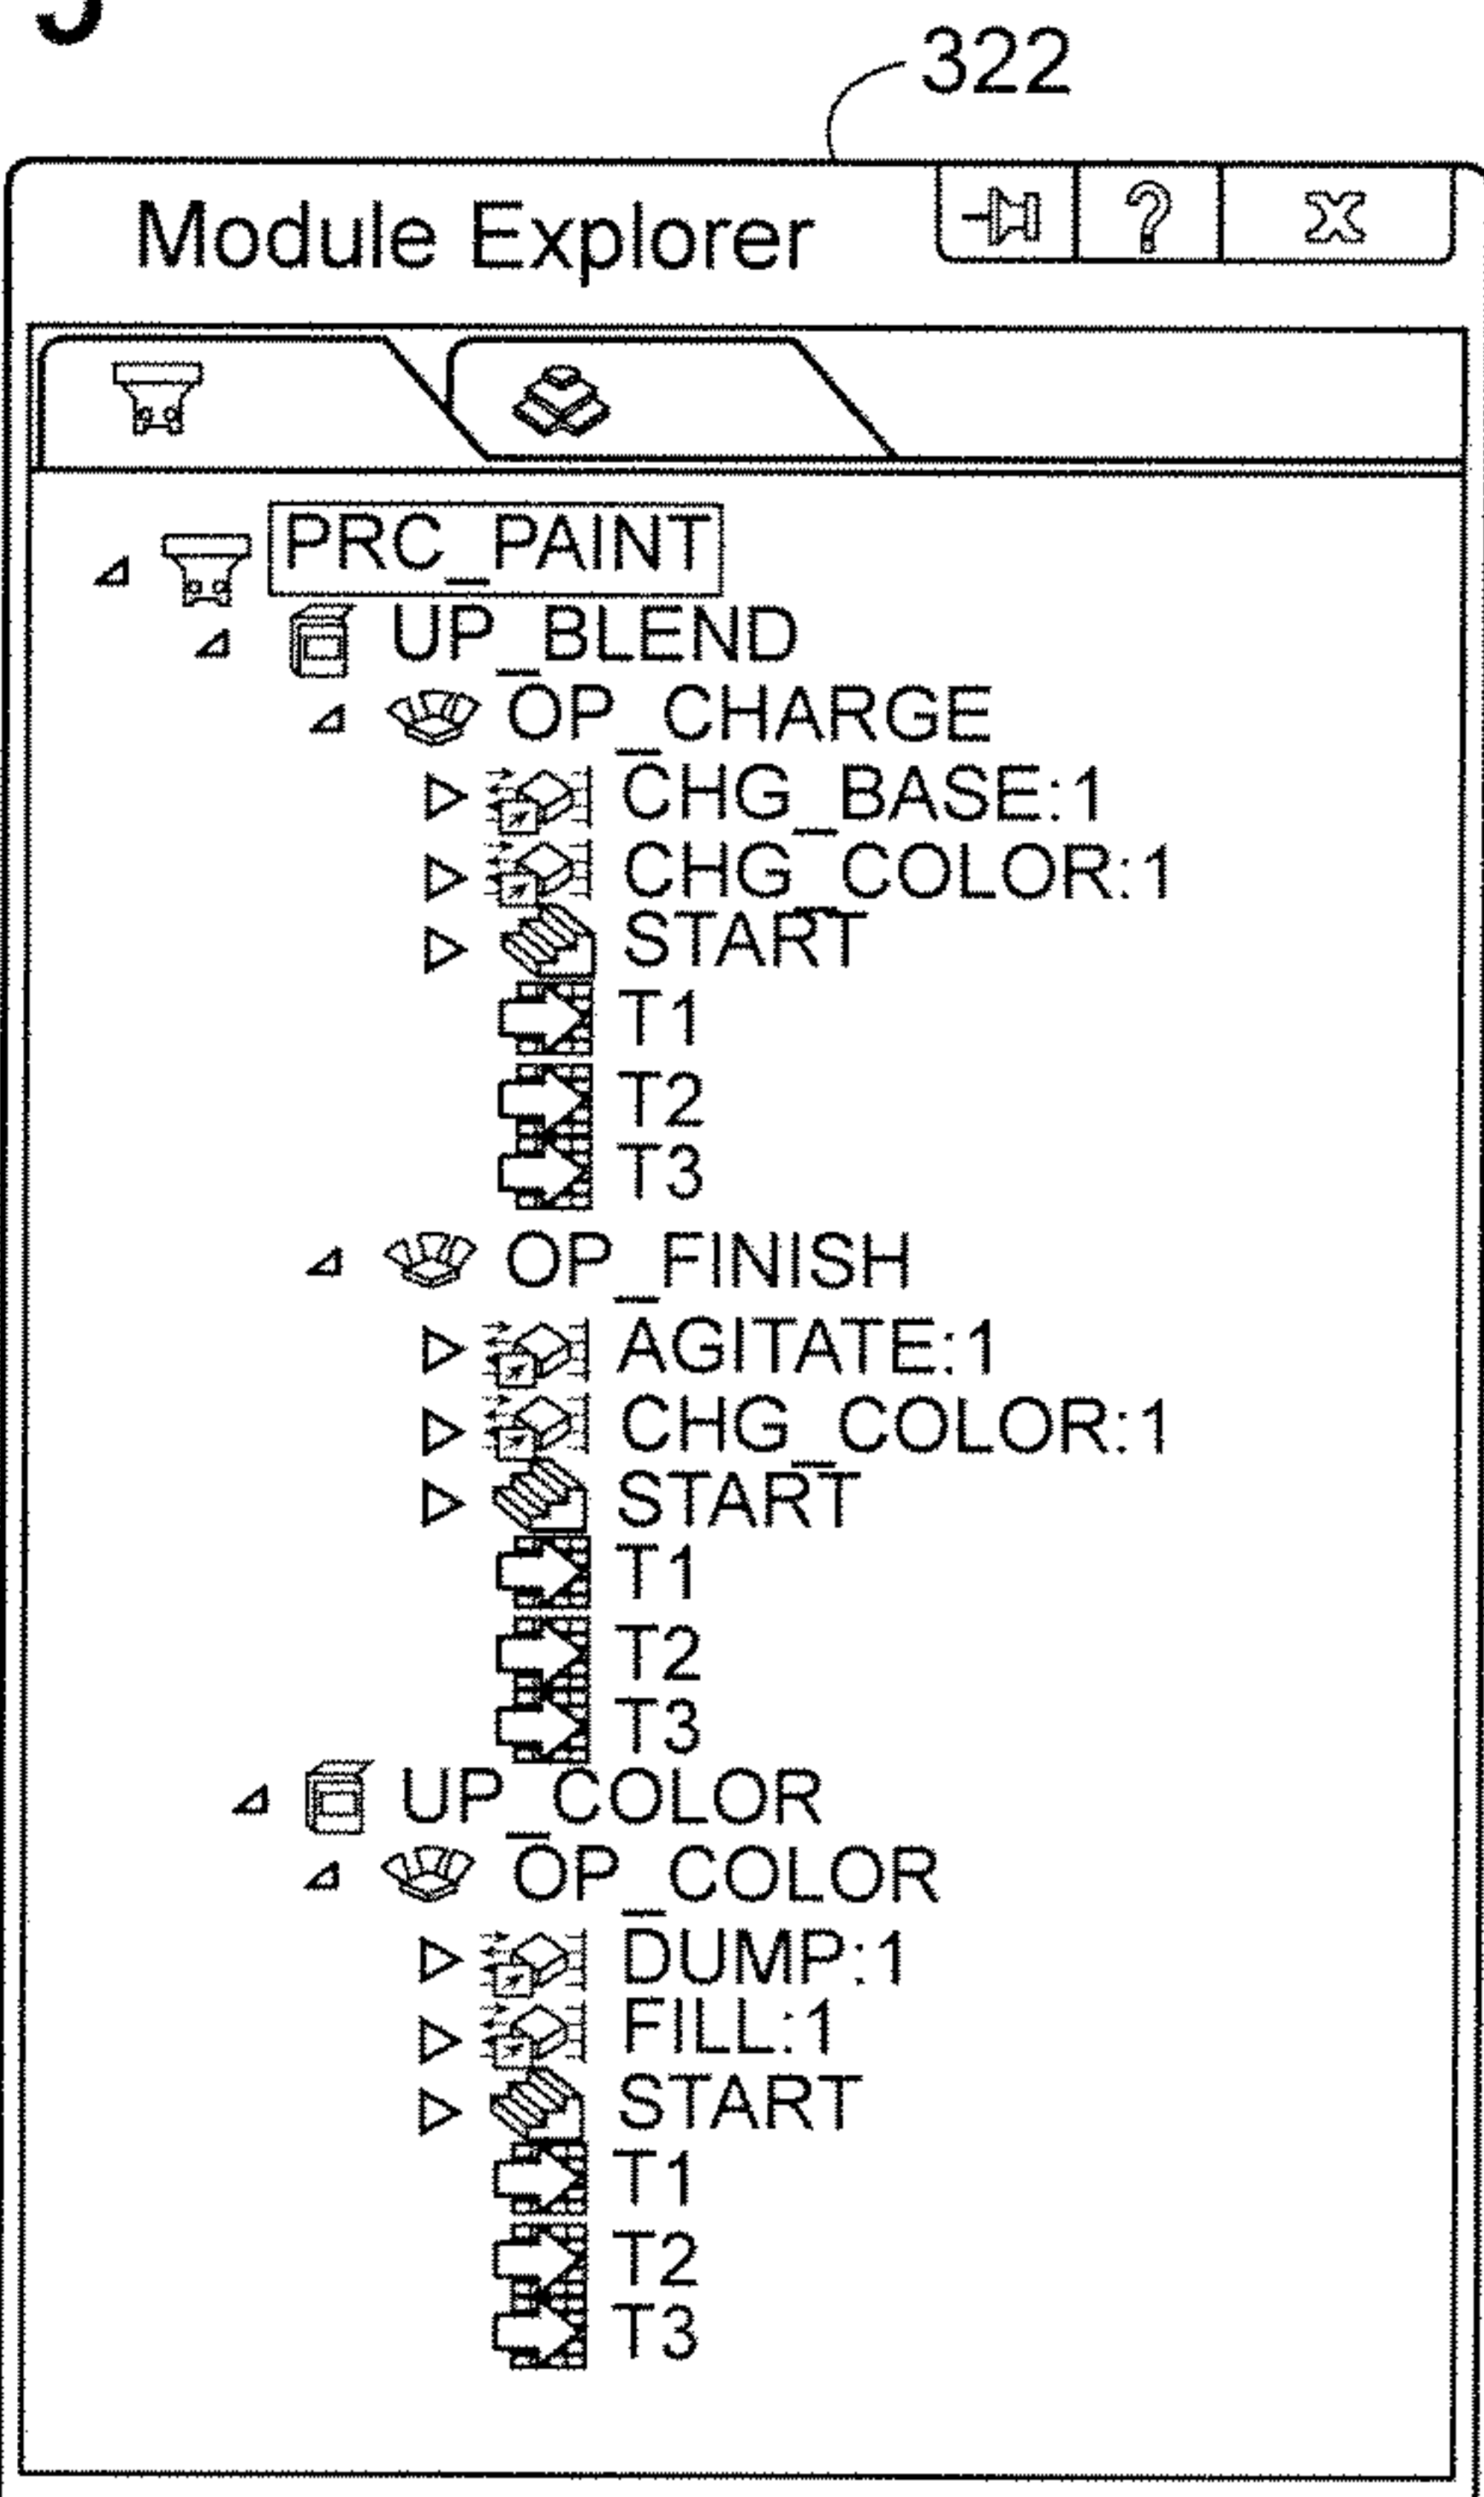 322
Module Explorer ? X
PRC_PAINT
UP_BLEND
OP_CHARGE
CHG_BASE:1
CHG_COLOR:1
START
T1
T2
T3
OP_FINISH
AGITATE:1
CHG_COLOR:1
START
T1
T2
T3
UP_COLOR
OP_COLOR
DUMP:1
FILL:1
START
T1
T2
T3